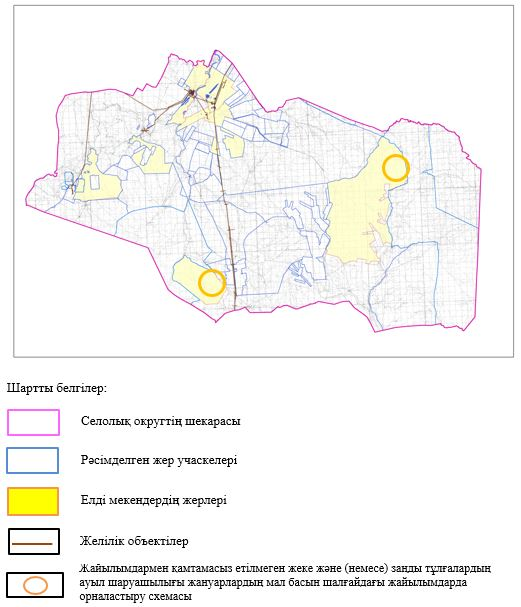 Шартты белгілер:
Селолық округтің шекарасы
Рәсімделген жер учаскелері
Елді мекендердің жерлері
Желілік объектілер
Жайылымдармен қамтамасыз етілмеген жеке және (немесе) заңды тұлғалардың
ауыл шаруашылығы жануарлардың мал басын шалғайдағы жайылымдарда
орналастыру схемасы